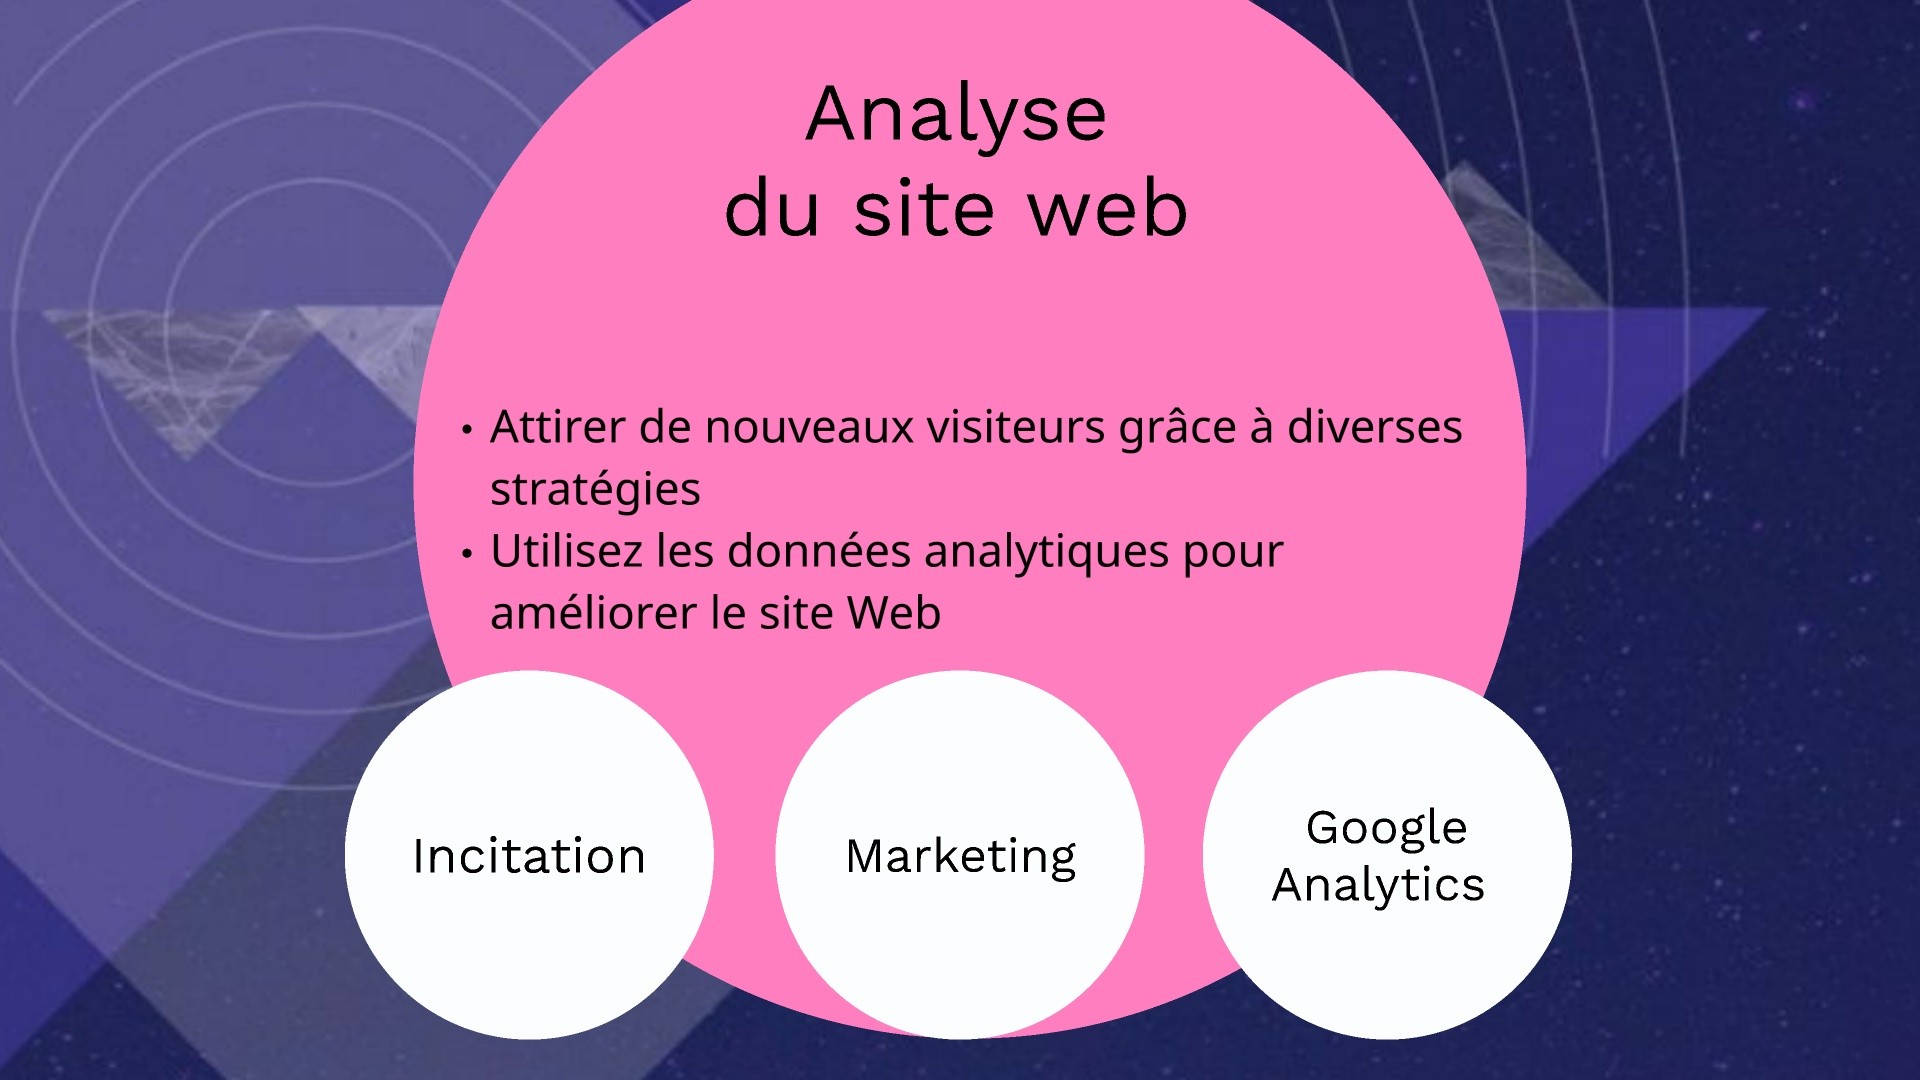 Analyse
du site web
• Attirer de nouveaux visiteurs grâce à diverses
stratégies
• Utilisez les données analytiques pour
améliorer le site Web
Incitation
Marketing
Google
Analytics